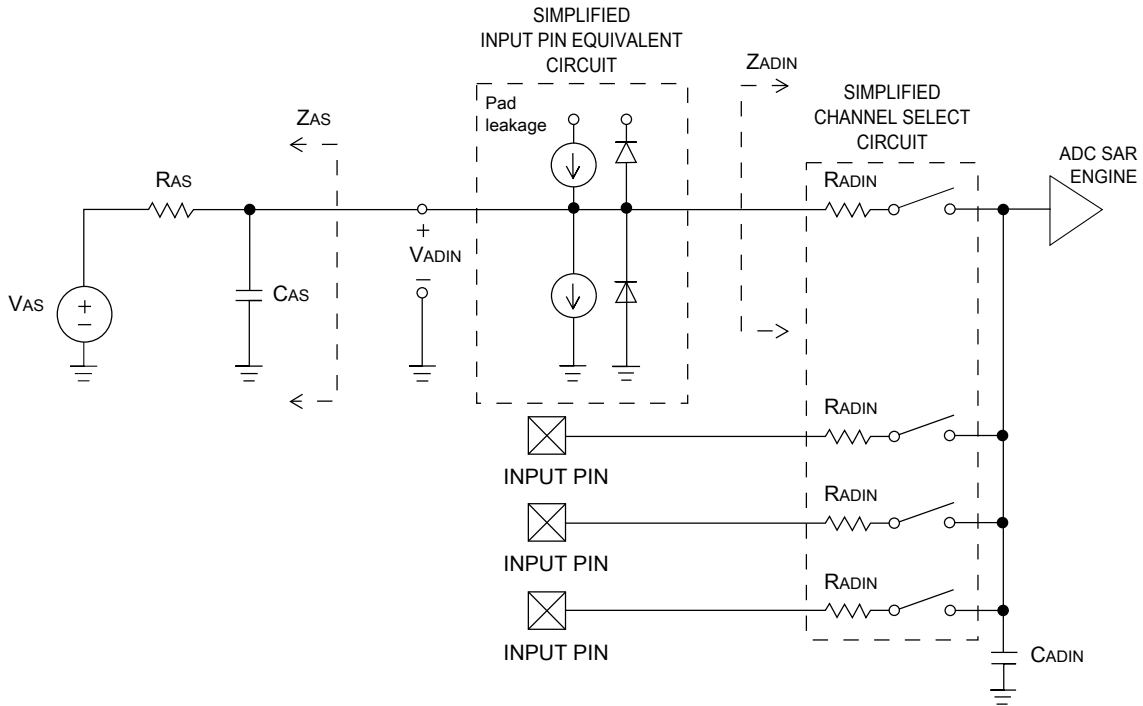 SIMPLIFIED
INPUT PIN EQUIVALENT
CIRCUIT
Pad
leakage
ZAS
RAS
VAS
CAS
+
VADIN
–
+
–
ZADIN
SIMPLIFIED
CHANNEL SELECT
CIRCUIT
RADIN
ADC SAR
ENGINE
RADIN
INPUT PIN
RADIN
INPUT PIN
RADIN
INPUT PIN
CADIN